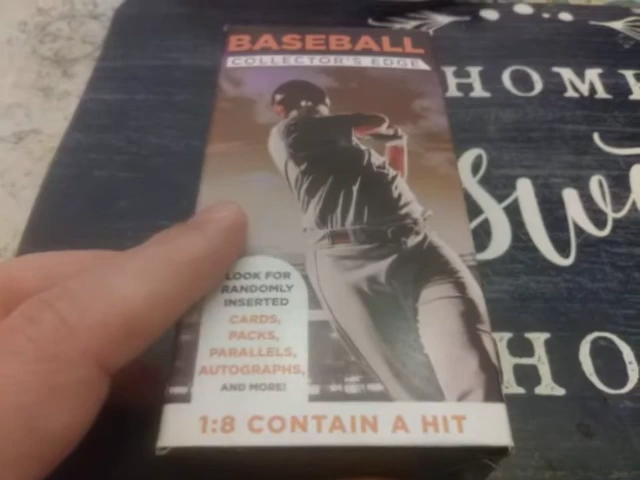 BASEBALL
COLLECTOR'S EDGE
LOOK FOR
RANDOMLY
INSERTED
CARDS,
PACKS,
PARALLELS,
AUTOGRAPHS,
AND MORE!
1:8 CONTAIN A HIT
HOM
Swe
HO